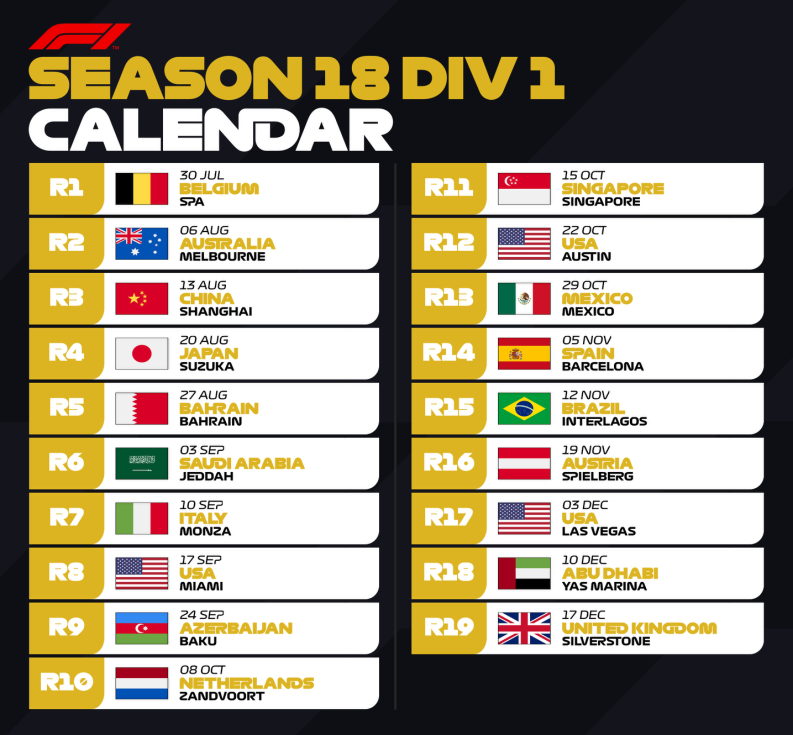 F1
SEASON 18 DIV 1
CALENDAR
R1
30 JUL
BELGIUM
SPA
R2
06 AUG
AUSTRALIA
MELBOURNE
R3
13 AUG
CHINA
SHANGHAI
R4
20 AUG
JAPAN
SUZUKA
R5
27 AUG
BAHRAIN
BAHRAIN
R6
03 SEP
SAUDI ARABIA
JEDDAH
R7
10 SEP
ITALY
MONZA
R8
17 SEP
USA
MIAMI
R9
24 SEP
AZERBAIJAN
BAKU
R10
08 OCT
NETHERLANDS
ZANDVOORT
R11
15 OCT
SINGAPORE
SINGAPORE
R12
22 OCT
USA
AUSTIN
R13
29 OCT
MEXICO
MEXICO
R14
05 NOV
SPAIN
BARCELONA
R15
12 NOV
BRAZIL
INTERLAGOS
R16
19 NOV
AUSTRIA
SPIELBERG
R17
03 DEC
USA
LAS VEGAS
R18
10 DEC
ABU DHABI
YAS MARINA
R19
17 DEC
UNITED KINGDOM
SILVERSTONE